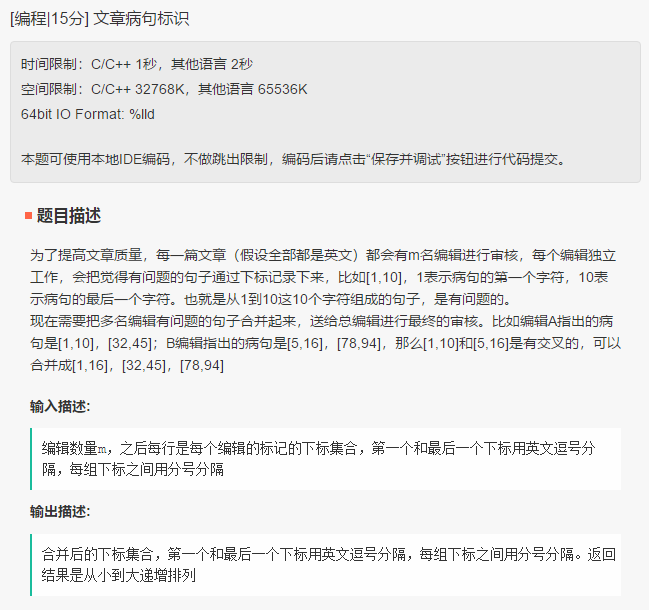 [编程|15分] 文章病句标识
时间限制：C/C++ 1秒，其他语言 2秒
空间限制：C/C++ 32768K，其他语言 65536K
64bit IO Format: %lld
本题可使用本地IDE编码，不做跳出限制，编码后请点击“保存并调试”按钮进行代码提交。
题目描述
为了提高文章质量，每一篇文章（假设全部都是英文）都会有m名编辑进行审核，每个编辑独立
工作，会把觉得有问题的句子通过下标记录下来，比如[1,10]，1表示病句的第一个字符，10表
示病句的最后一个字符。也就是从1到10这10个字符组成的句子，是有问题的。
现在需要把多名编辑有问题的句子合并起来，送给总编辑进行最终的审核。比如编辑A指出的病
句是[1,10]，[32,45]；B编辑指出的病句是[5,16]，[78,94]，那么[1,10]和[5,16]是有交叉的，可以
合并成[1,16]，[32,45]，[78,94]
输入描述:
编辑数量m，之后每行是每个编辑的标记的下标集合，第一个和最后一个下标用英文逗号分
隔，每组下标之间用分号分隔
输出描述:
合并后的下标集合，第一个和最后一个下标用英文逗号分隔，每组下标之间用分号分隔。返回
结果是从小到大递增排列